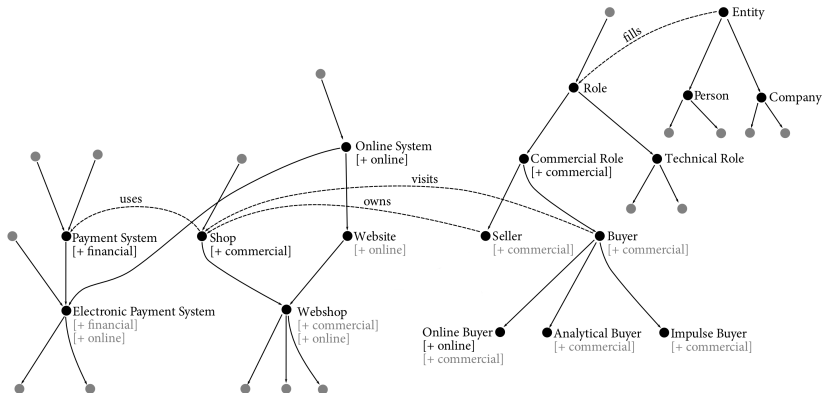 Entity
fills
Role
Person
Company
Online System
[+ online]
Commercial Role
[+ commercial]
Technical Role
visits
uses
owns
Payment System
[+ financial]
Shop
[+ commercial]
Website
[+ online]
Seller
[+ commercial]
Buyer
[+ commercial]
Electronic Payment System
[+ financial]
[+ online]
Webshop
[+ commercial]
[+ online]
Online Buyer
[+ online]
[+ commercial]
Analytical Buyer
[+ commercial]
Impulse Buyer
[+ commercial]